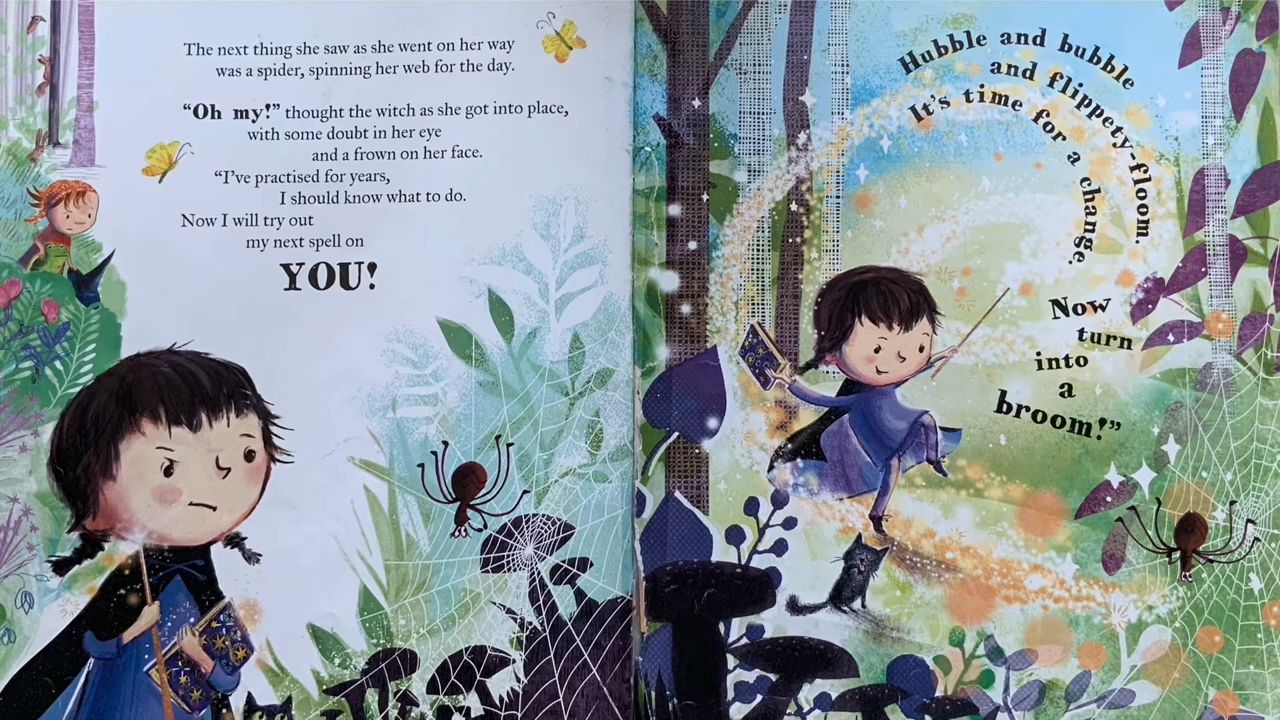 The next thing she saw as she went on her way
was a spider, spinning her web for the day.
“Oh my!” thought the witch as she got into place,
with some doubt in her eye
and a frown on her face.
“I’ve practised for years,
I should know what to do.
Now I will try out
my next spell on
YOU!
Hubble and bubble
and flippety-floom.
It’s time for a change.
Now
turn
into
a
broom!”